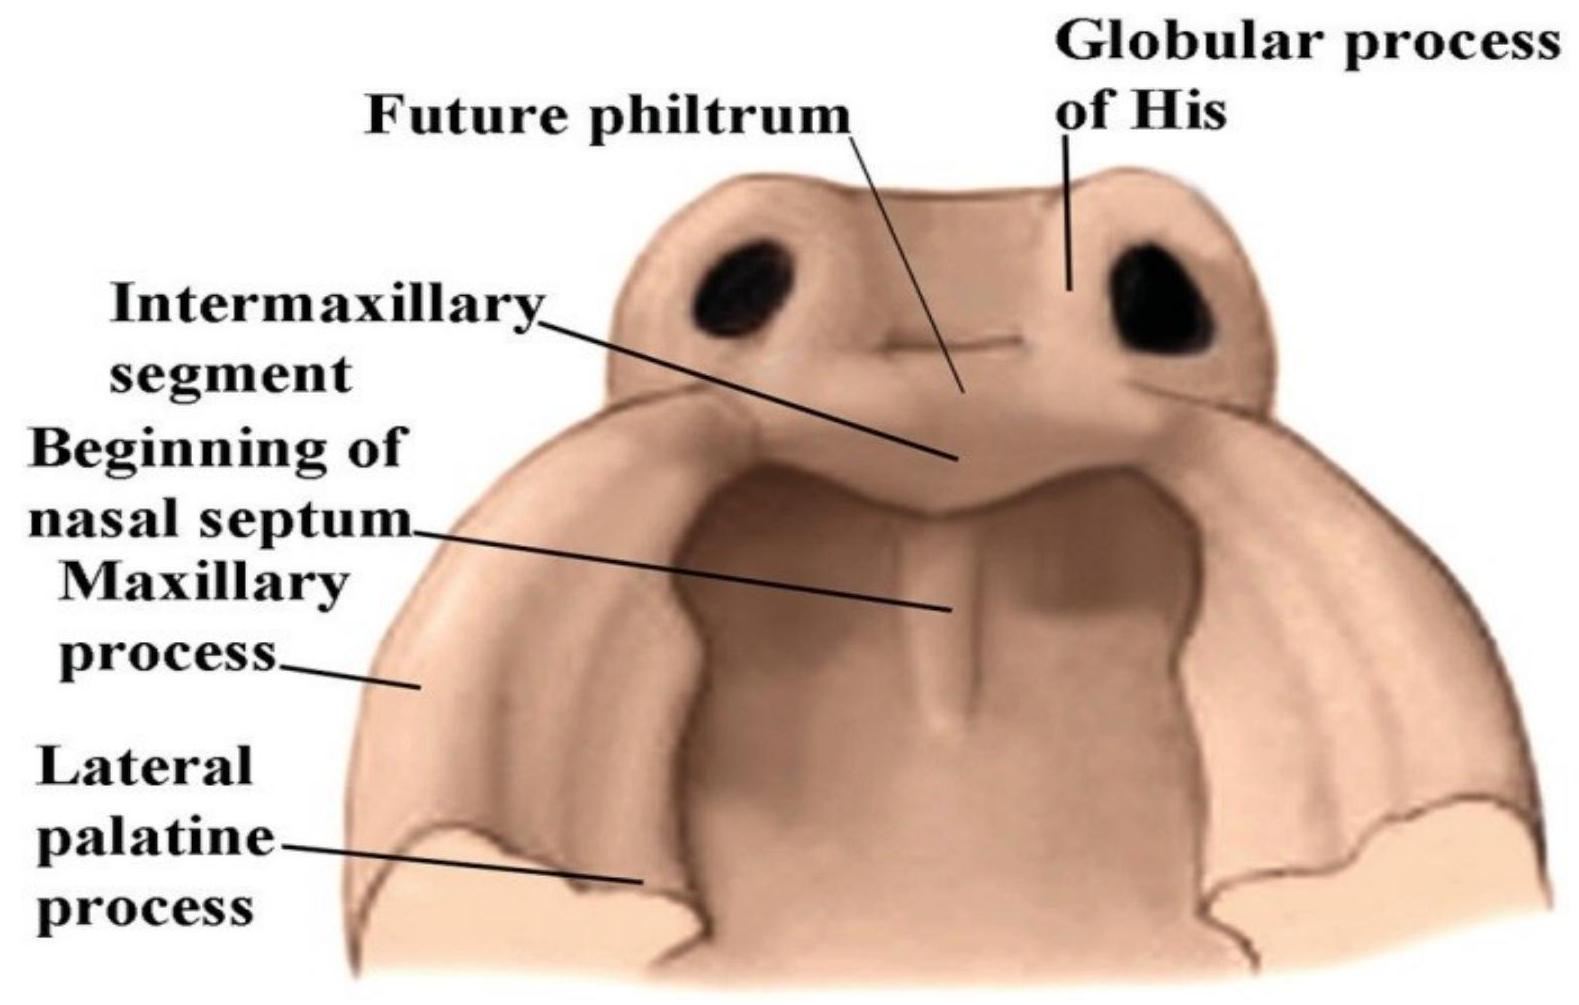 Globular process
of His
Future philtrum
Intermaxillary
segment
Beginning of
nasal septum
Maxillary
process
Lateral
palatine
process